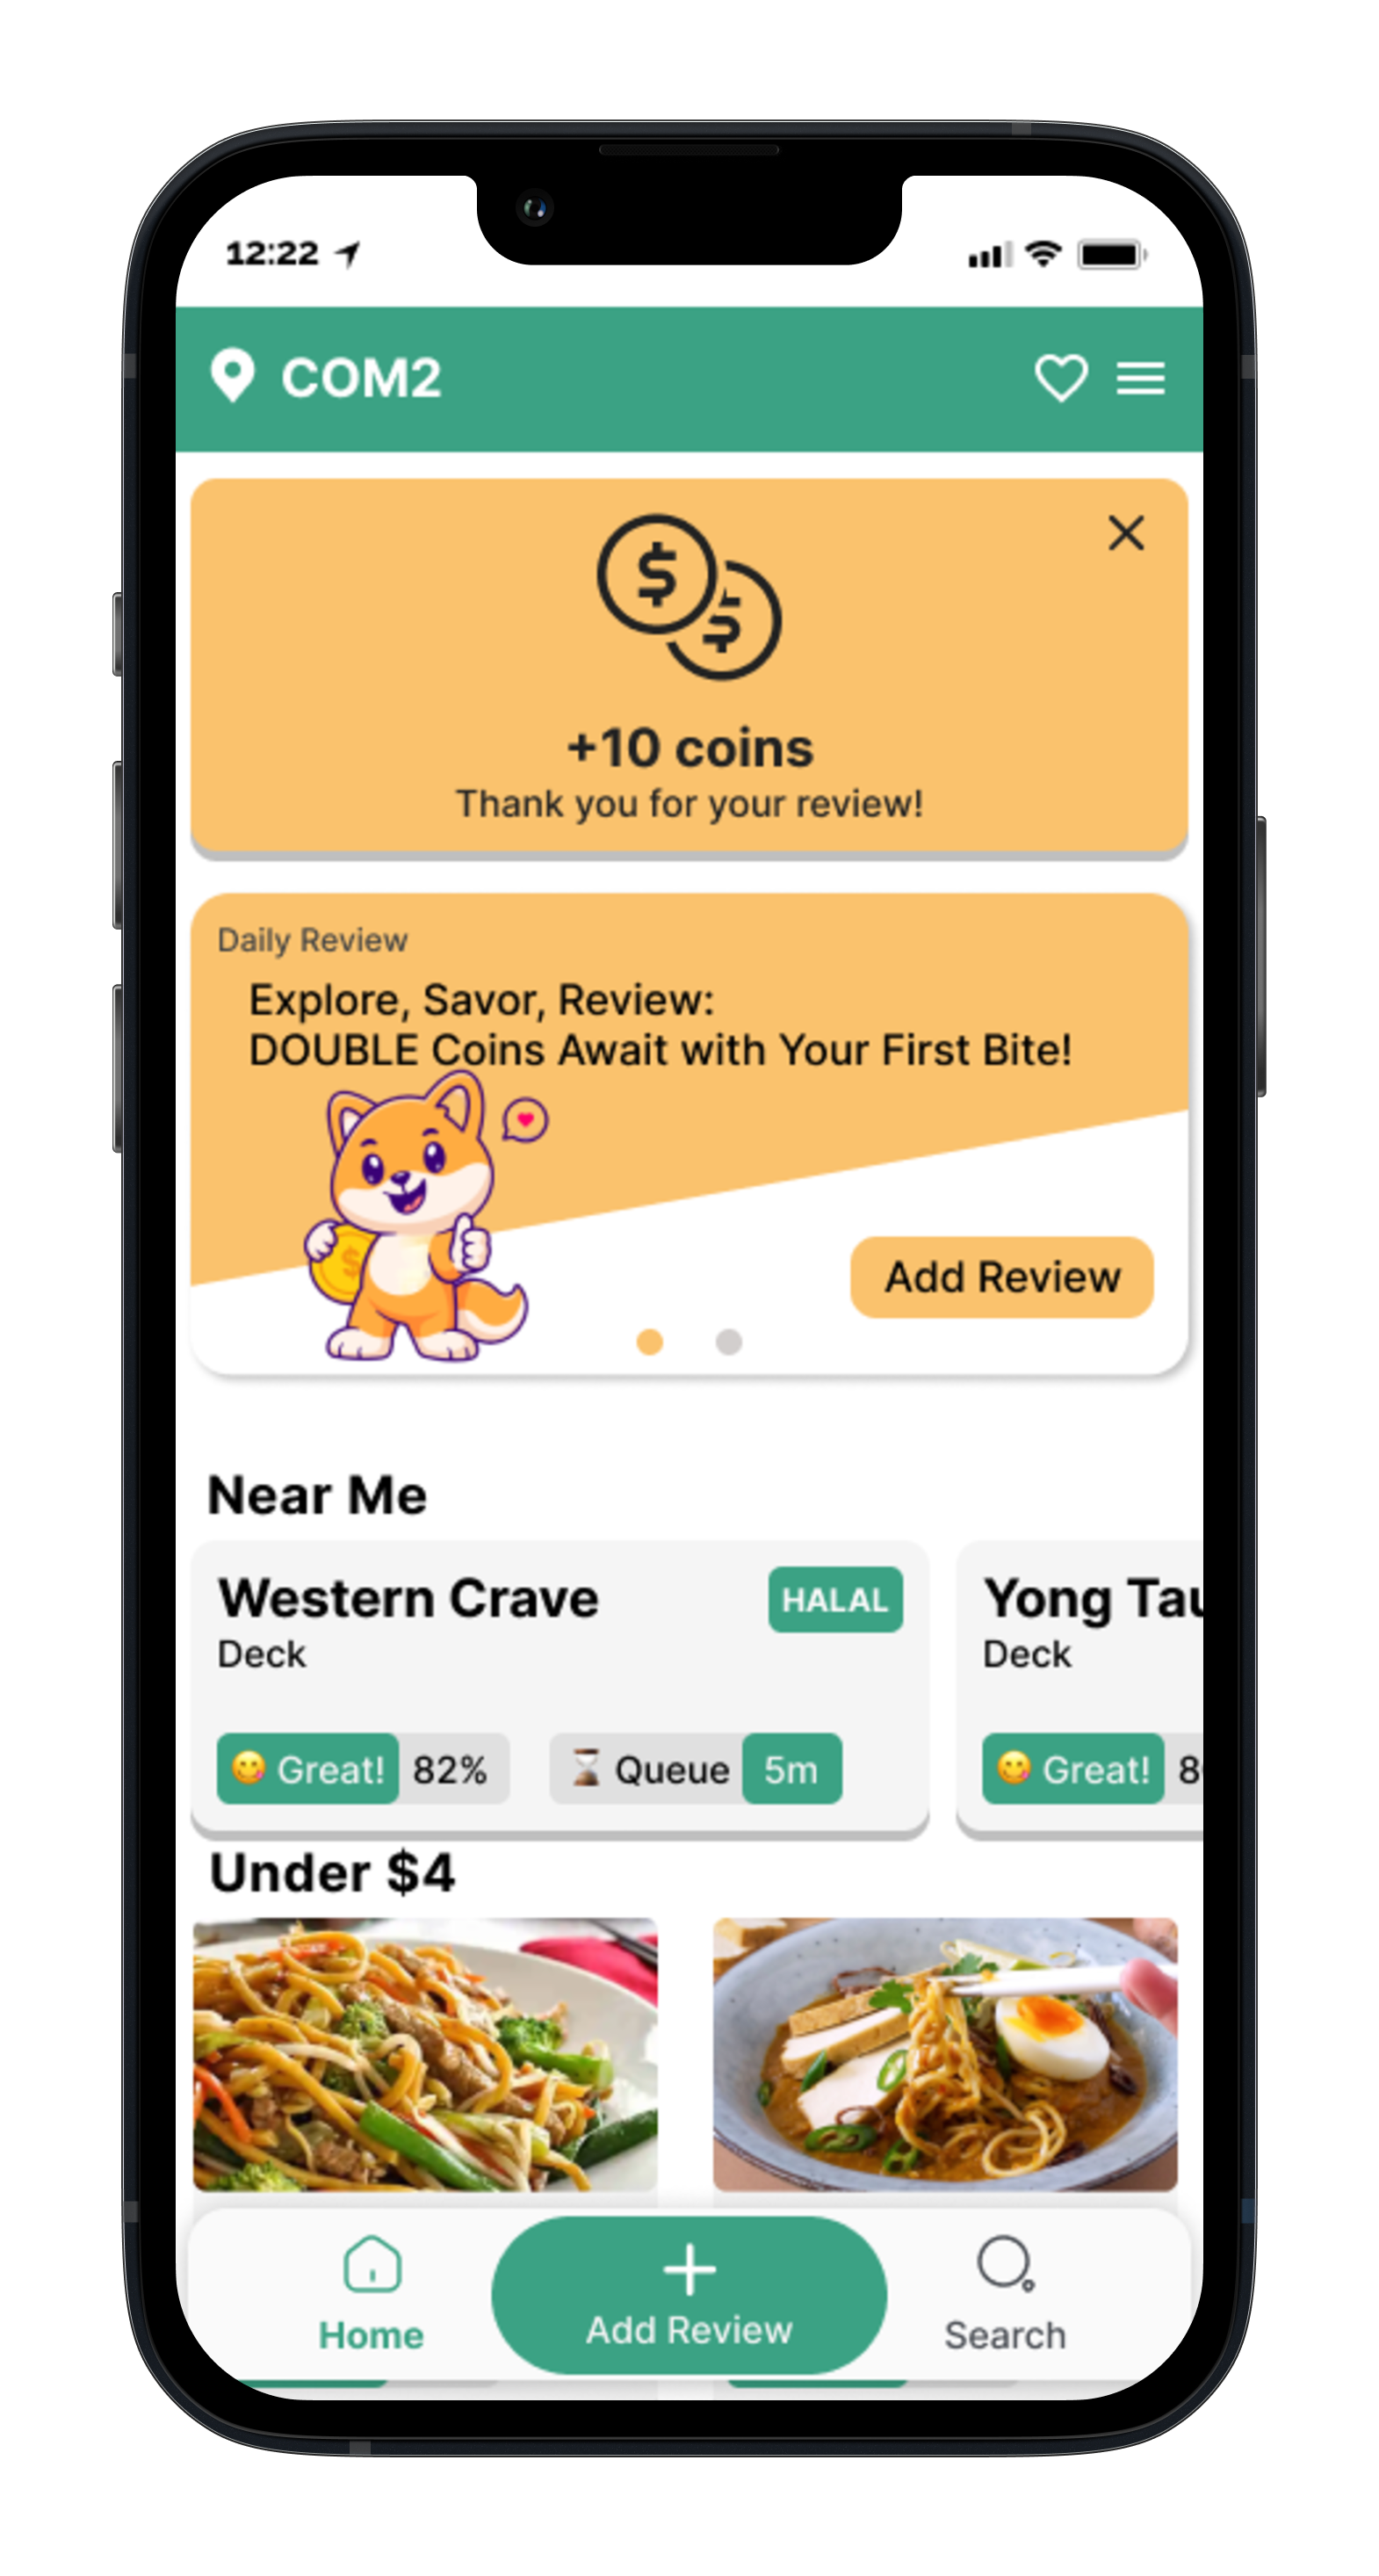 12:22
COM2
+10 coins
Thank you for your review!
Daily Review
Explore, Savor, Review:
DOUBLE Coins Await with Your First Bite!
Add Review
Near Me
Western Crave
HALAL
Yong Tau
Deck
Deck
Great! 82%
Queue 5m
Great! 8
Under $4
Home
Add Review
Search